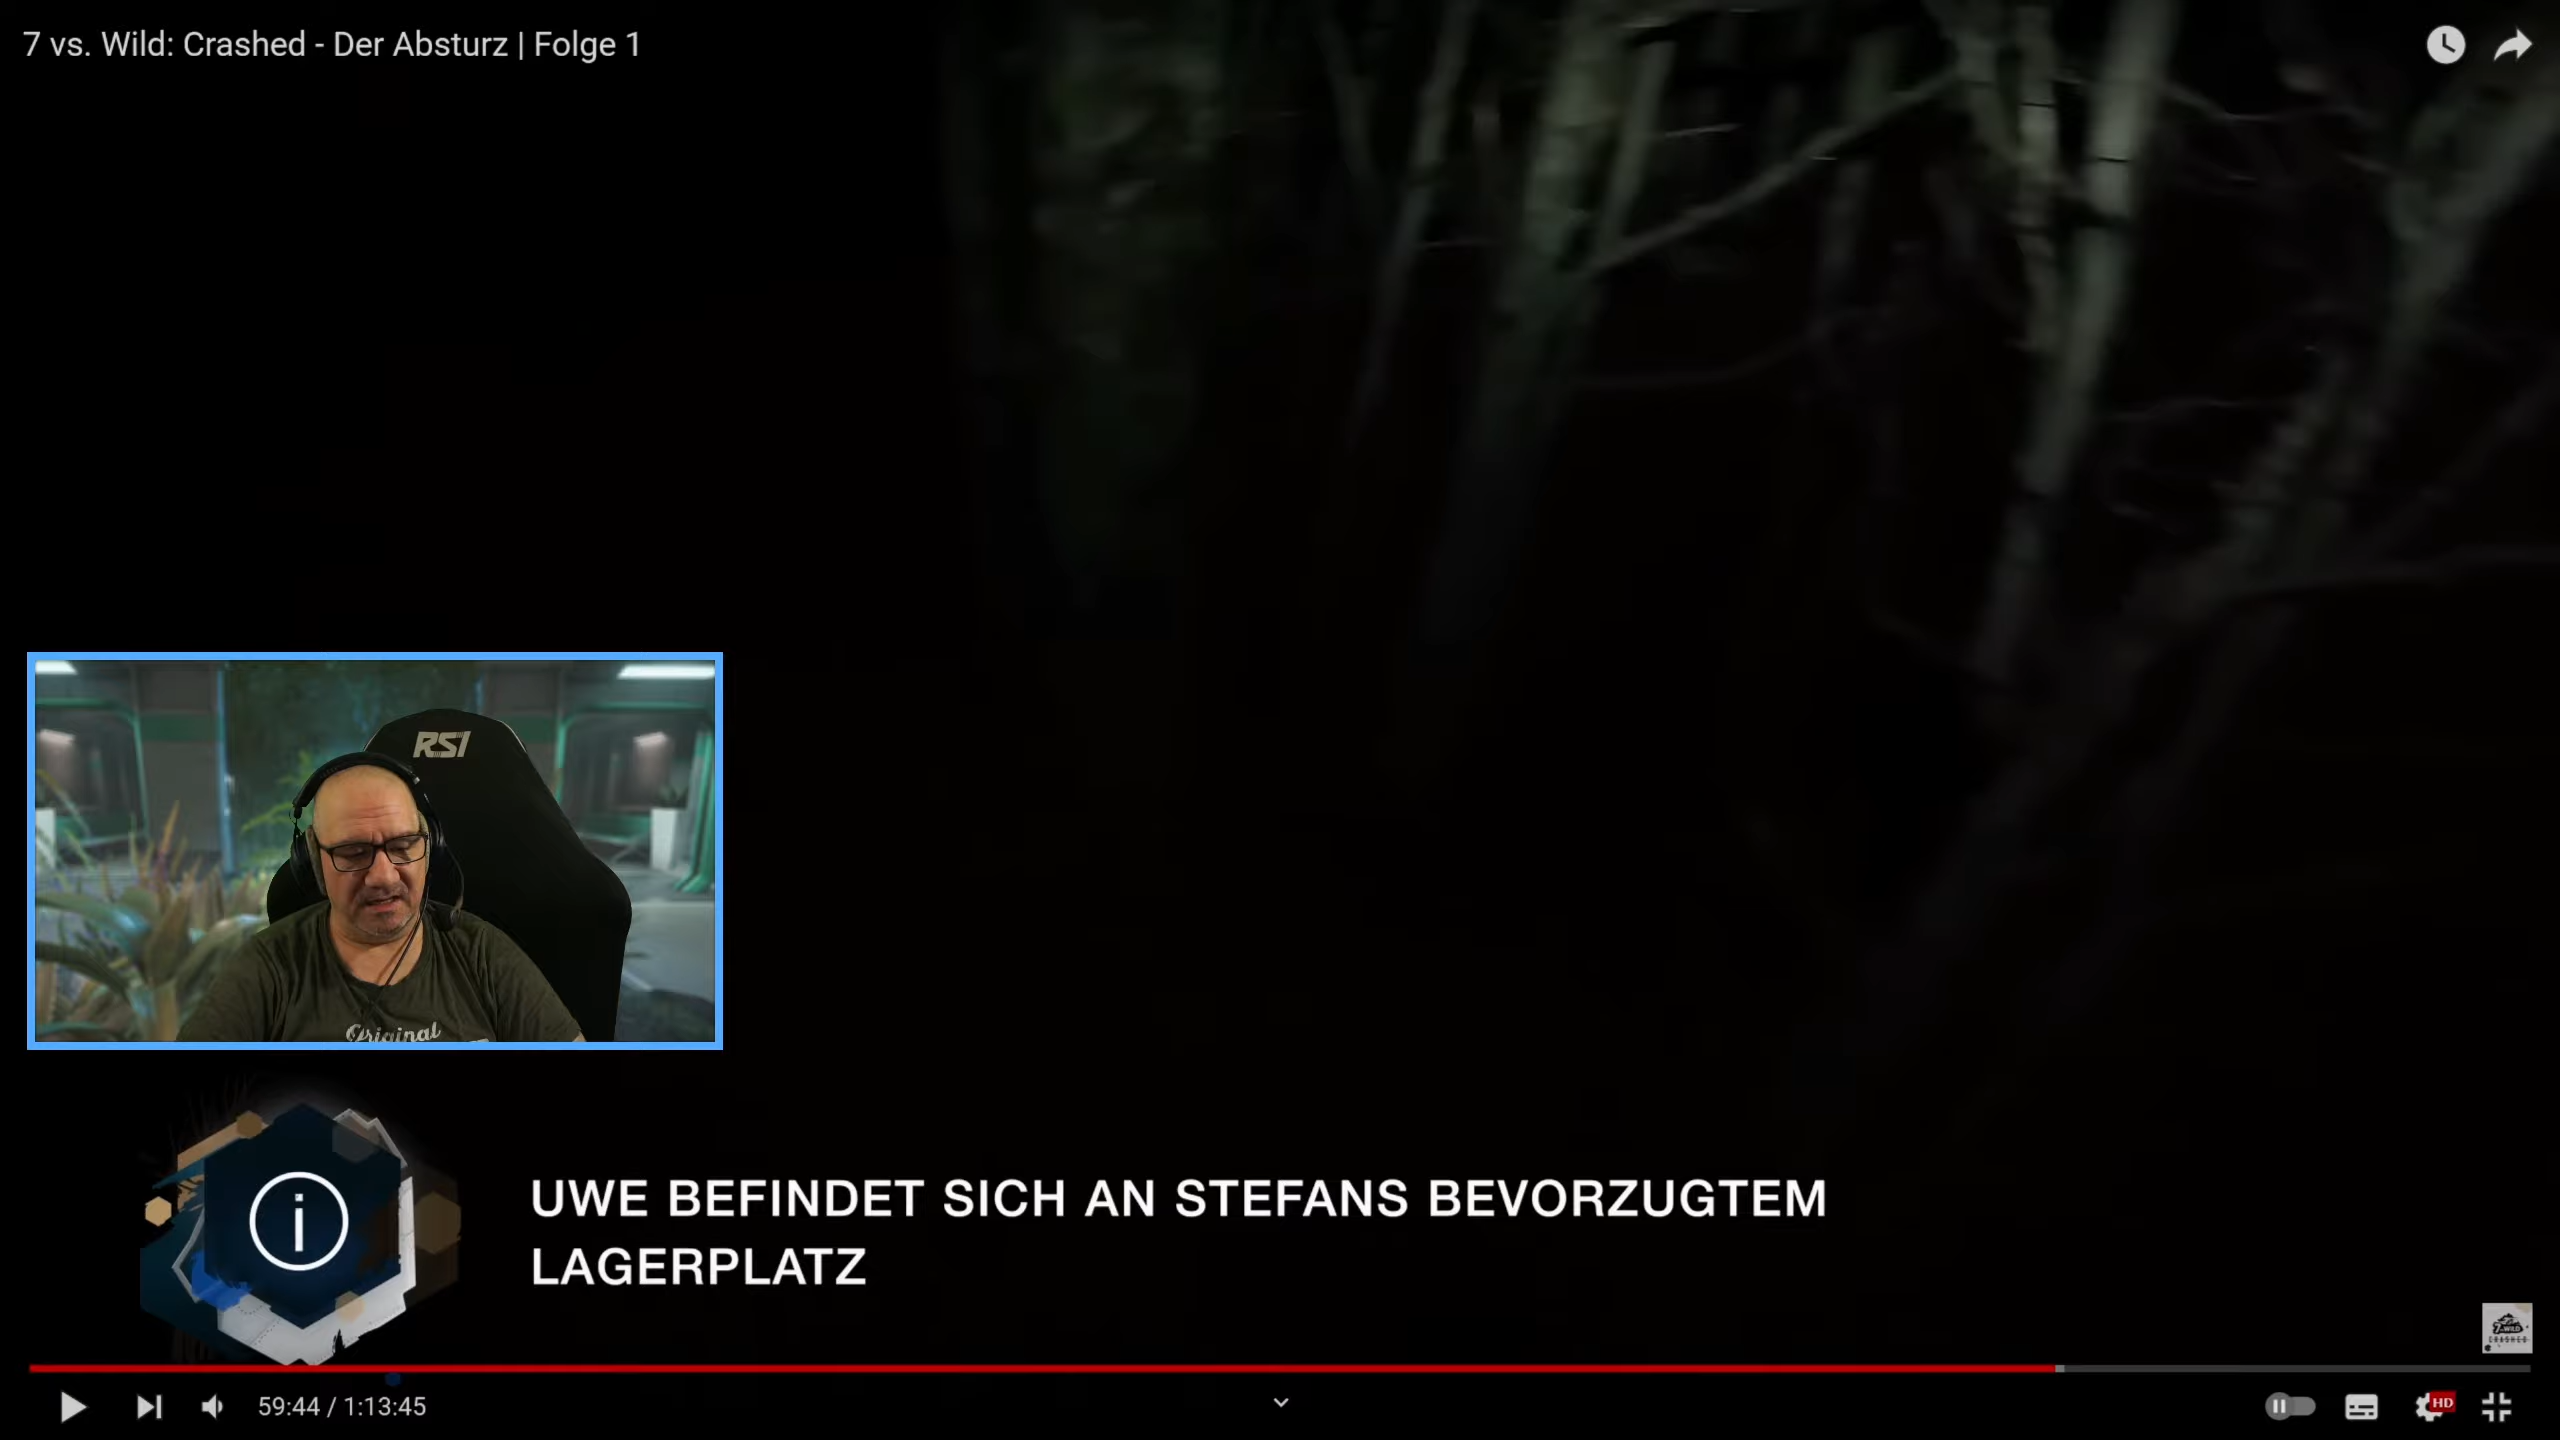 7 vs. Wild: Crashed - Der Absturz | Folge 1
RSI
Original
i
UWE BEFINDET SICH AN STEFANS BEVORZUGTEM
LAGERPLATZ
CRASHED
59:44 / 1:13:45
HD